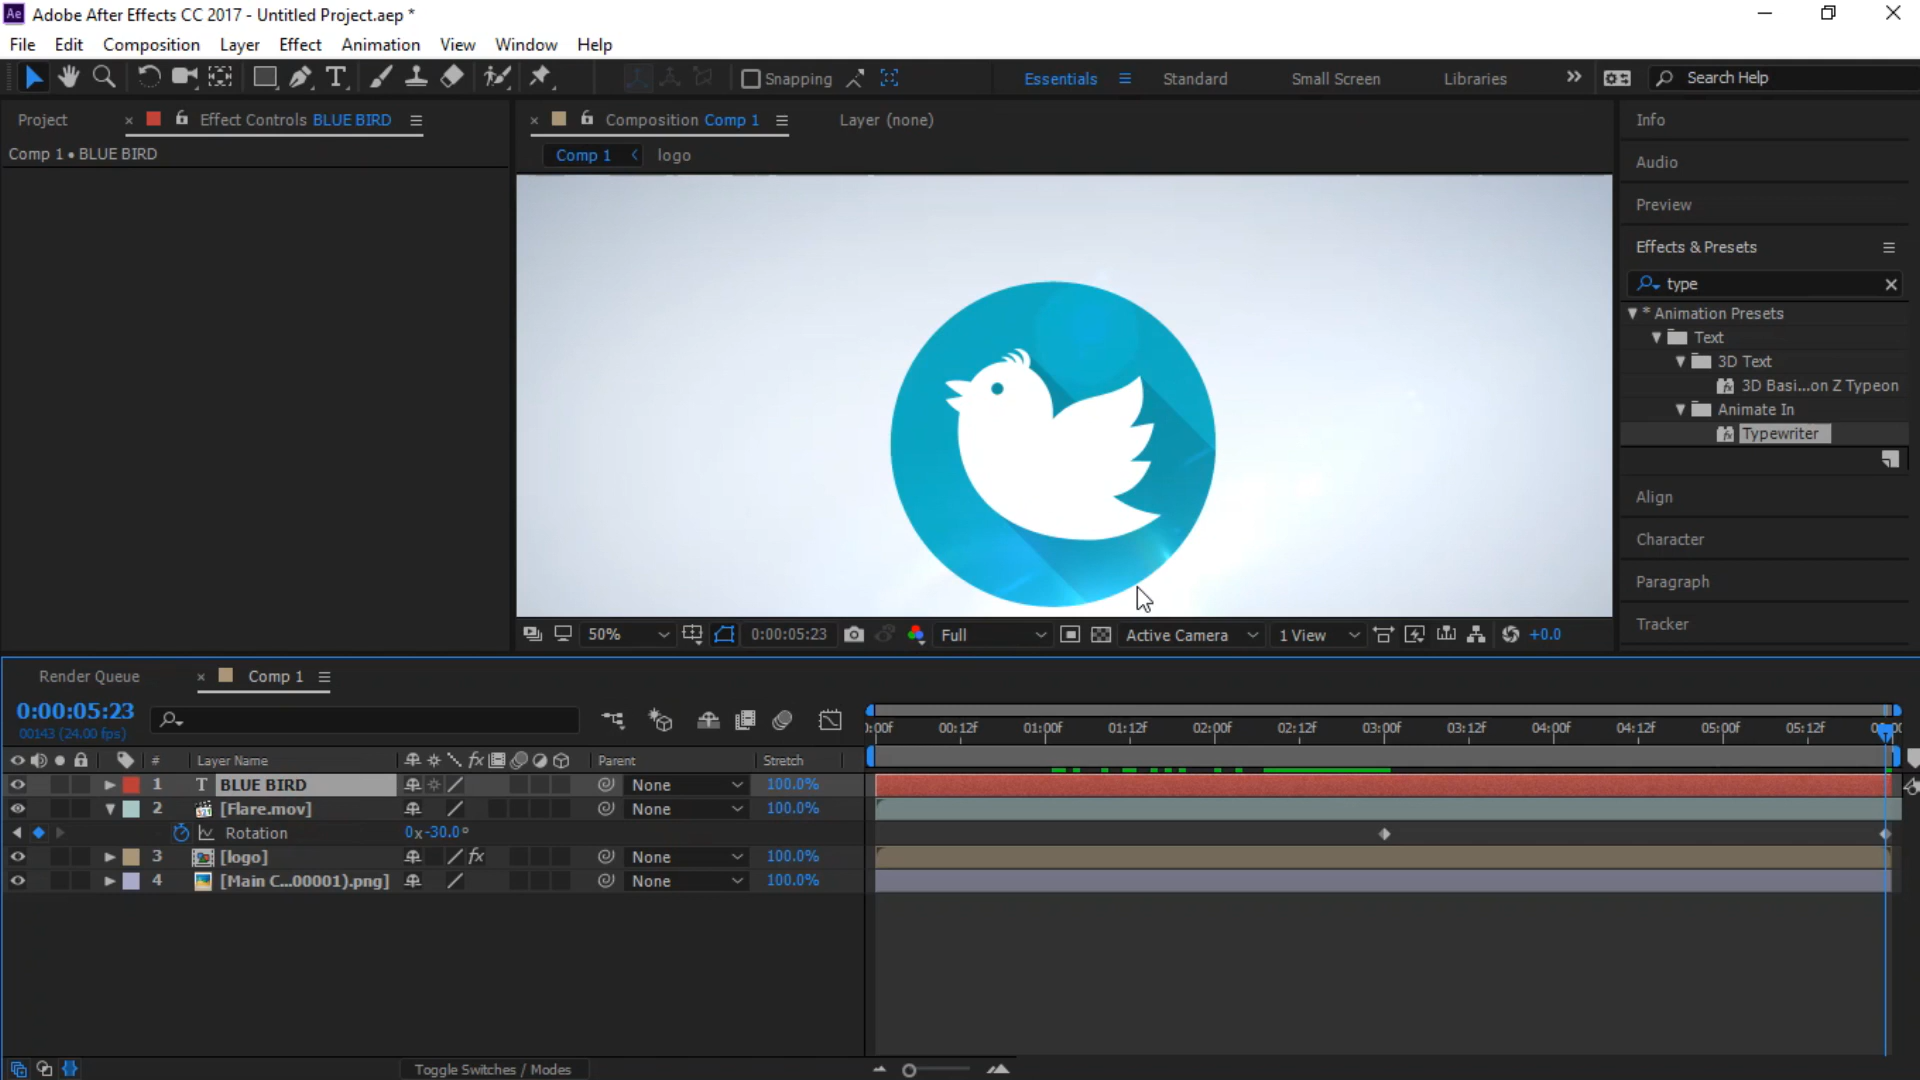 Ae Adobe After Effects CC 2017 - Untitled Project.aep *
File Edit Composition Layer Effect Animation View Window Help
Snapping Essentials Standard Small Screen Libraries Search Help
Project Effect Controls BLUE BIRD Composition Comp 1 Layer (none) Info
Comp 1 • BLUE BIRD
Comp 1 logo
Audio
Preview
Effects & Presets
type
* Animation Presets
Text
3D Text
3D Basi...on Z Typeon
Animate In
Typewriter
Align
Character
Paragraph
Tracker
50% 0:00:05:23 Full Active Camera 1 View +0.0
Render Queue Comp 1
0:00:05:23
00143 (24.00 fps)
:00f 00:12f 01:00f 01:12f 02:00f 02:12f 03:00f 03:12f 04:00f 04:12f 05:00f 05:12f
# Layer Name fx Parent Stretch
1 T BLUE BIRD None 100.0%
2 [Flare.mov] None 100.0%
Rotation 0x-30.0°
3 [logo] fx None 100.0%
4 [Main C...00001).png] None 100.0%
Toggle Switches / Modes